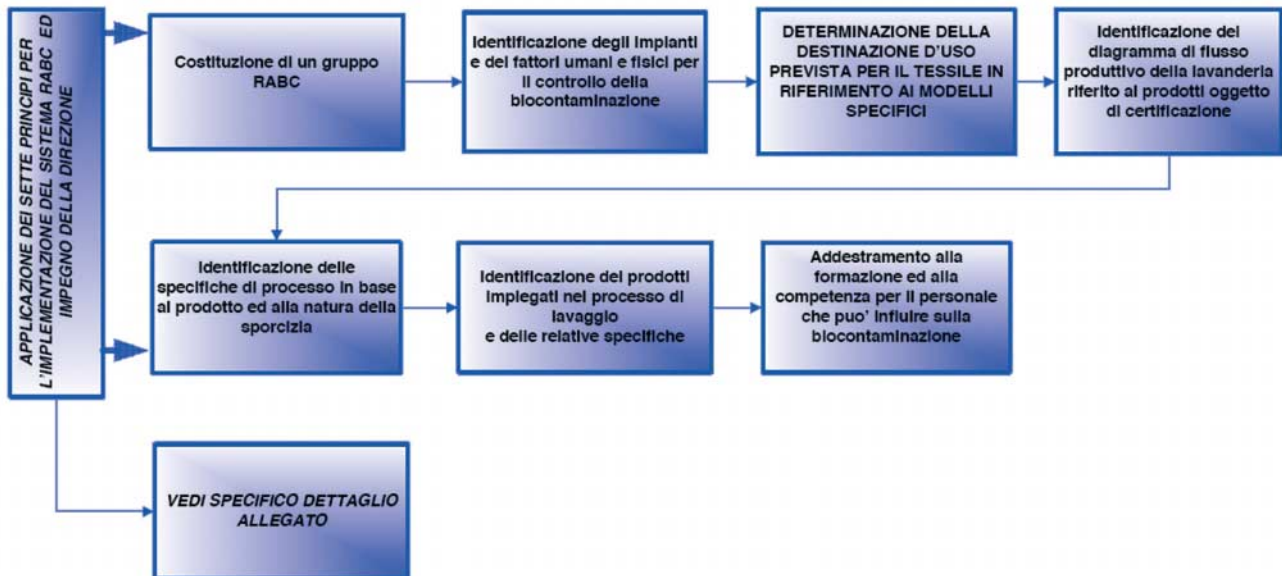 APPLICAZIONE DEI SETTE PRINCIPI PER
L'IMPLEMENTAZIONE DEL SISTEMA RABC ED
IMPEGNO DELLA DIREZIONE
Costituzione di un gruppo
RABC
Identificazione degli impianti
e dei fattori umani e fisici per
il controllo della
biocontaminazione
DETERMINAZIONE DELLA
DESTINAZIONE D'USO
PREVISTA PER IL TESSILE IN
RIFERIMENTO AI MODELLI
SPECIFICI
Identificazione del
diagramma di flusso
produttivo della lavanderia
riferito ai prodotti oggetto
di certificazione
Identificazione delle
specifiche di processo in base
al prodotto ed alla natura della
sporcizia
Identificazione dei prodotti
impiegati nel processo di
lavaggio
e delle relative specifiche
Addestramento alla
formazione ed alla
competenza per il personale
che puo' influire sulla
biocontaminazione
VEDI SPECIFICO DETTAGLIO
ALLEGATO